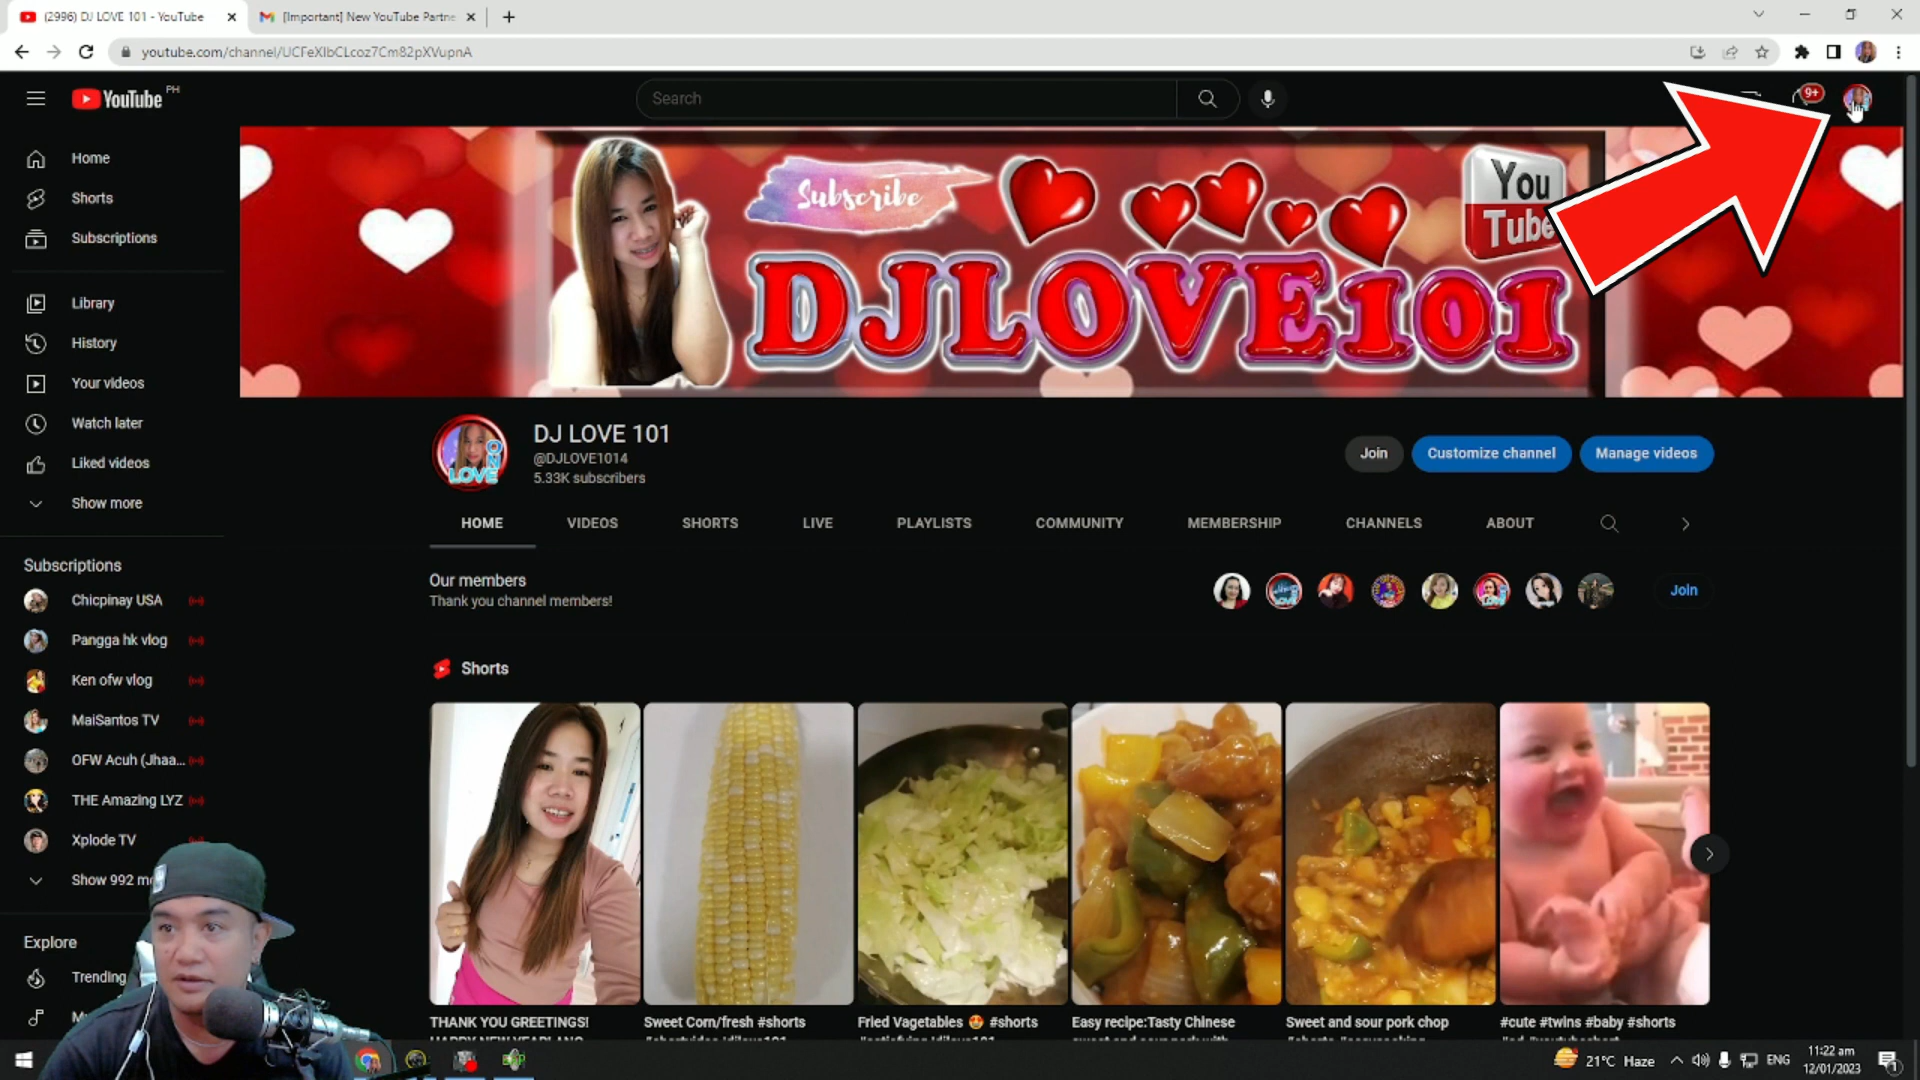 (2996) DJ LOVE 101 - YouTube
[Important] New YouTube Partne
youtube.com/channel/UCFeXIbCLcoz7Cm82pXVupnA
YouTube PH
Search
9+
Home
Shorts
Subscriptions
Library
History
Your videos
Watch later
Liked videos
Show more
Subscriptions
Chicpinay USA
Pangga hk vlog
Ken ofw vlog
MaiSantos TV
OFW Acuh (Jhaa...
THE Amazing LYZ
Xplode TV
Show 992 m
Explore
Trending
Subscribe
You
Tube
DJLOVE101
LOVE
ONE
DJ LOVE 101
@DJLOVE1014
5.33K subscribers
Join
Customize channel
Manage videos
HOME
VIDEOS
SHORTS
LIVE
PLAYLISTS
COMMUNITY
MEMBERSHIP
CHANNELS
ABOUT
Our members
Thank you channel members!
Join
Shorts
THANK YOU GREETINGS!
Sweet Corn/fresh #shorts
Fried Vagetables 😍 #shorts
Easy recipe:Tasty Chinese
Sweet and sour pork chop
#cute #twins #baby #shorts
21°C Haze
ENG
11:22 am
12/01/2023
1